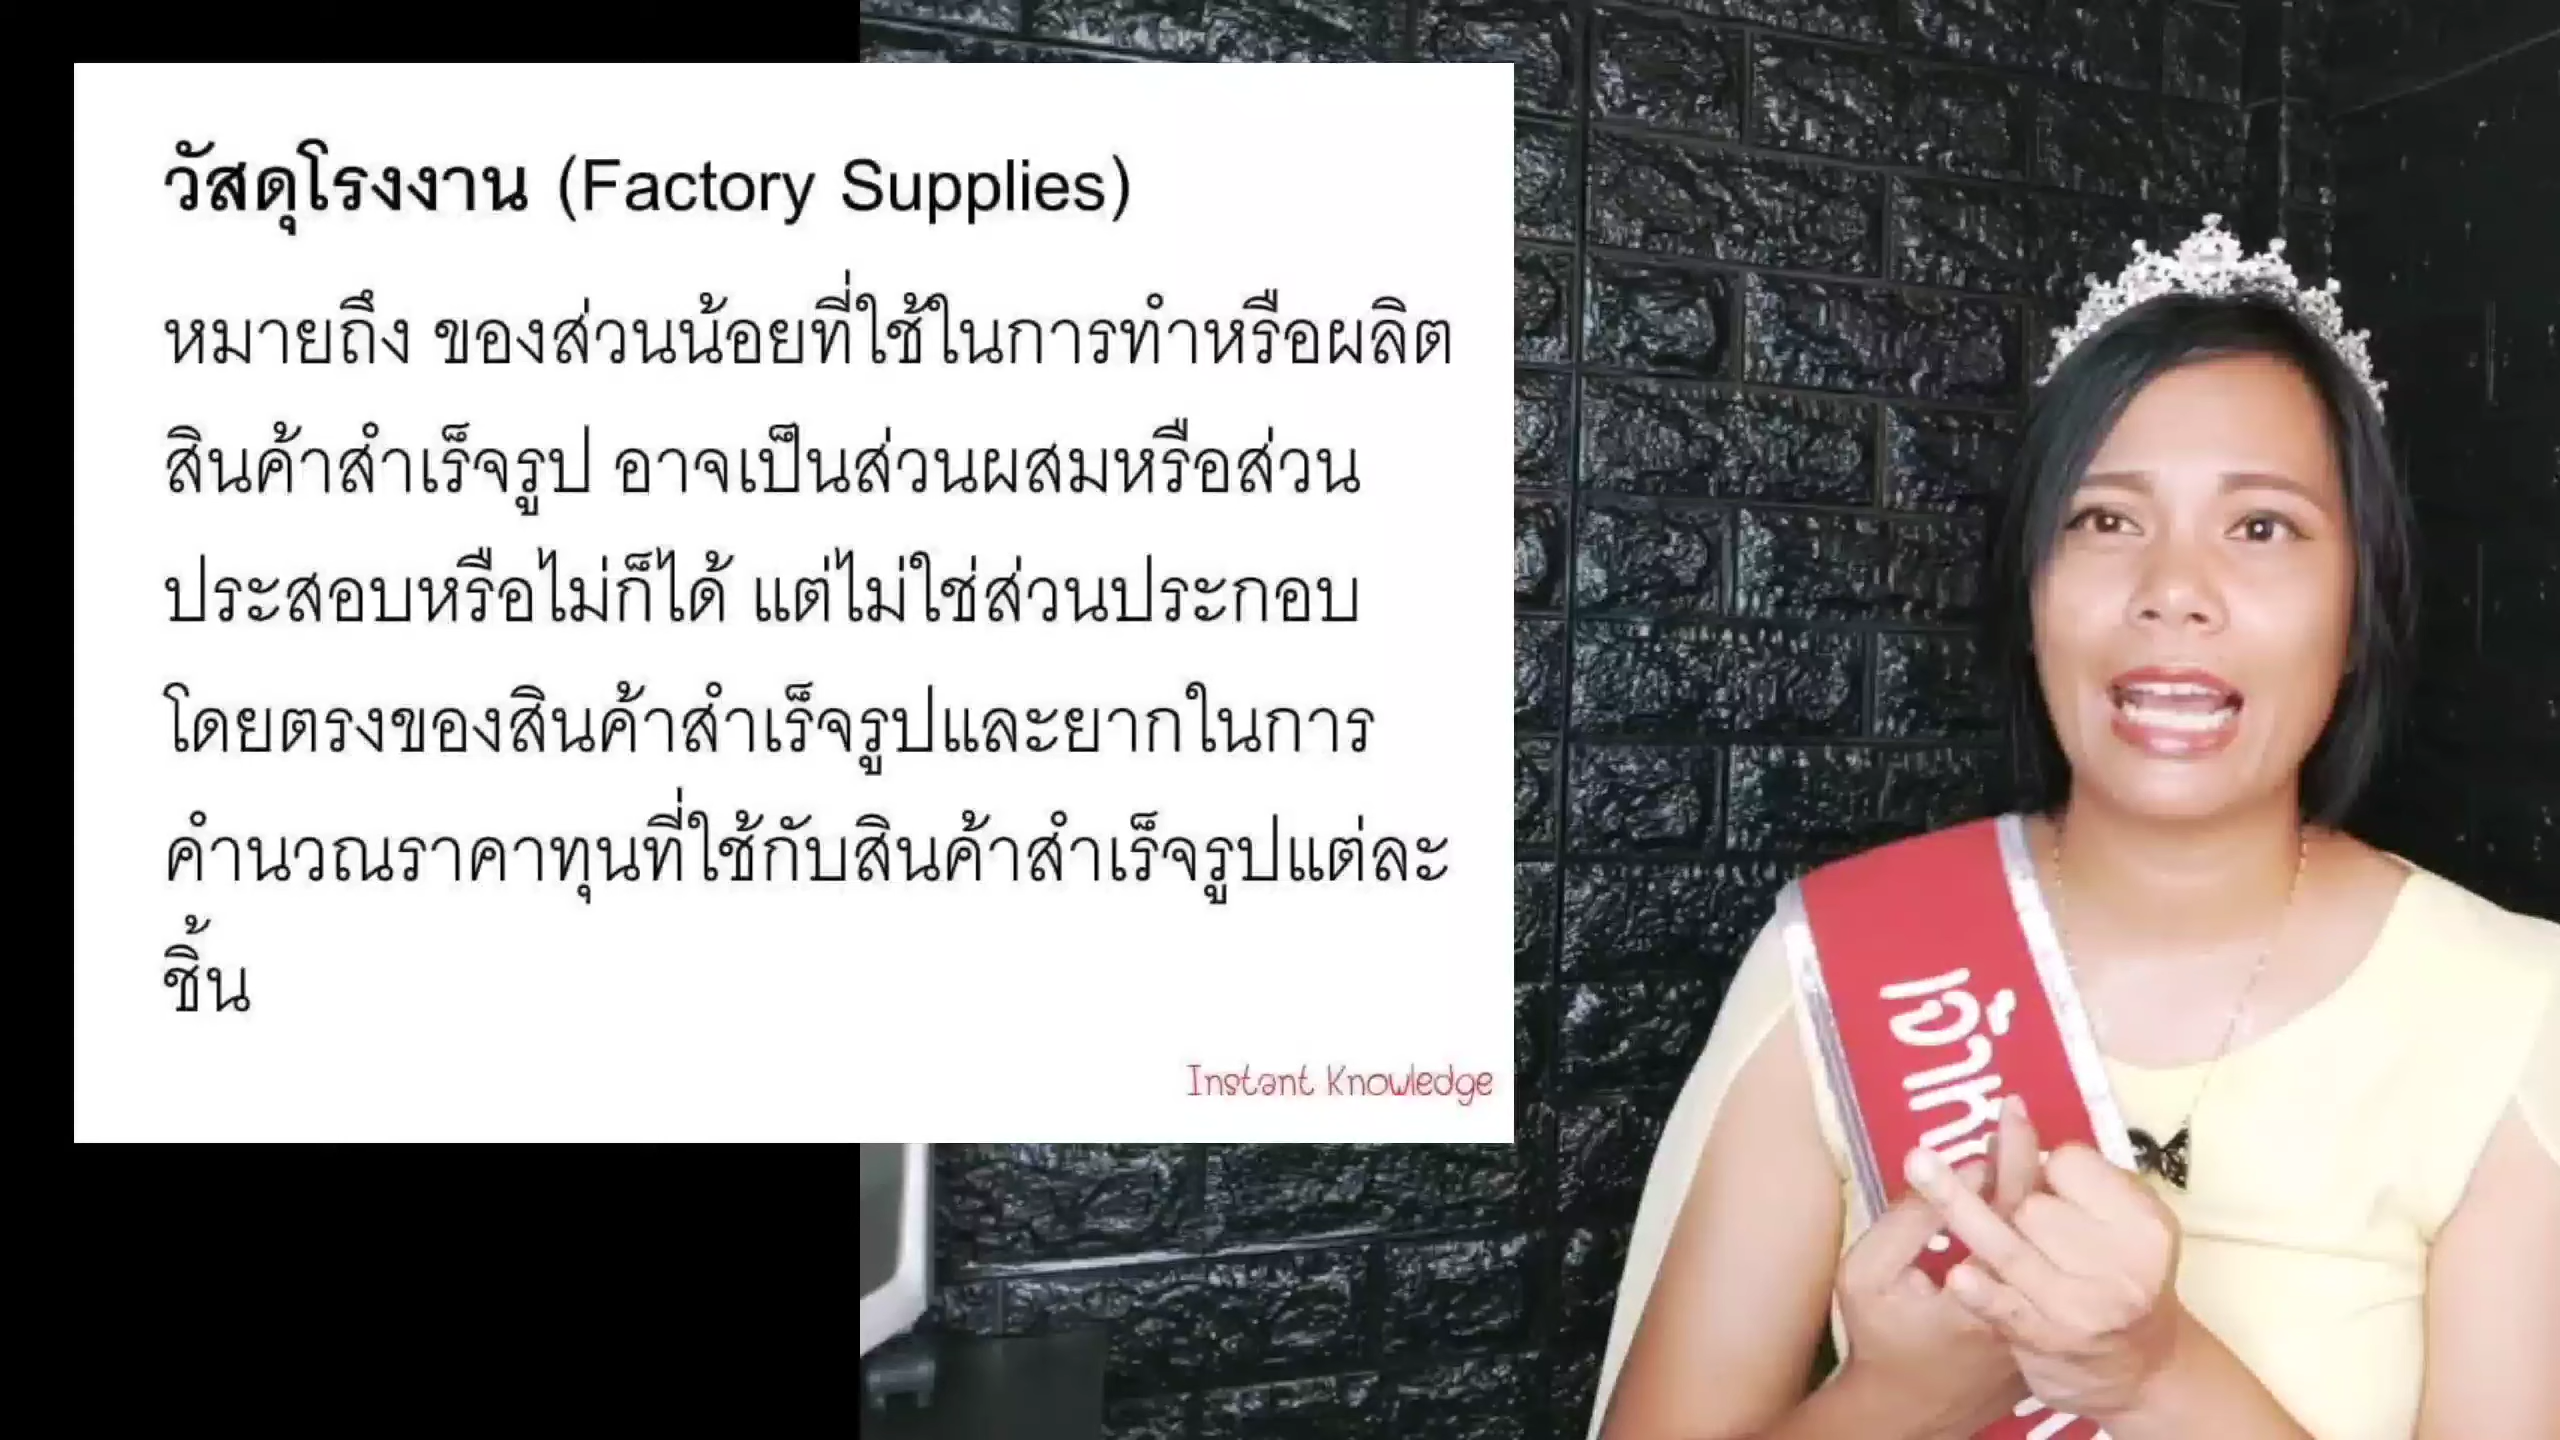 วัสดุโรงงาน (Factory Supplies)
หมายถึง ของส่วนน้อยที่ใช้ในการทำหรือผลิต
สินค้าสำเร็จรูป อาจเป็นส่วนผสมหรือส่วน
ประสอบหรือไม่ก็ได้ แต่ไม่ใช่ส่วนประกอบ
โดยตรงของสินค้าสำเร็จรูปและยากในการ
คำนวณราคาทุนที่ใช้กับสินค้าสำเร็จรูปแต่ละ
ชิ้น
Instant Knowledge